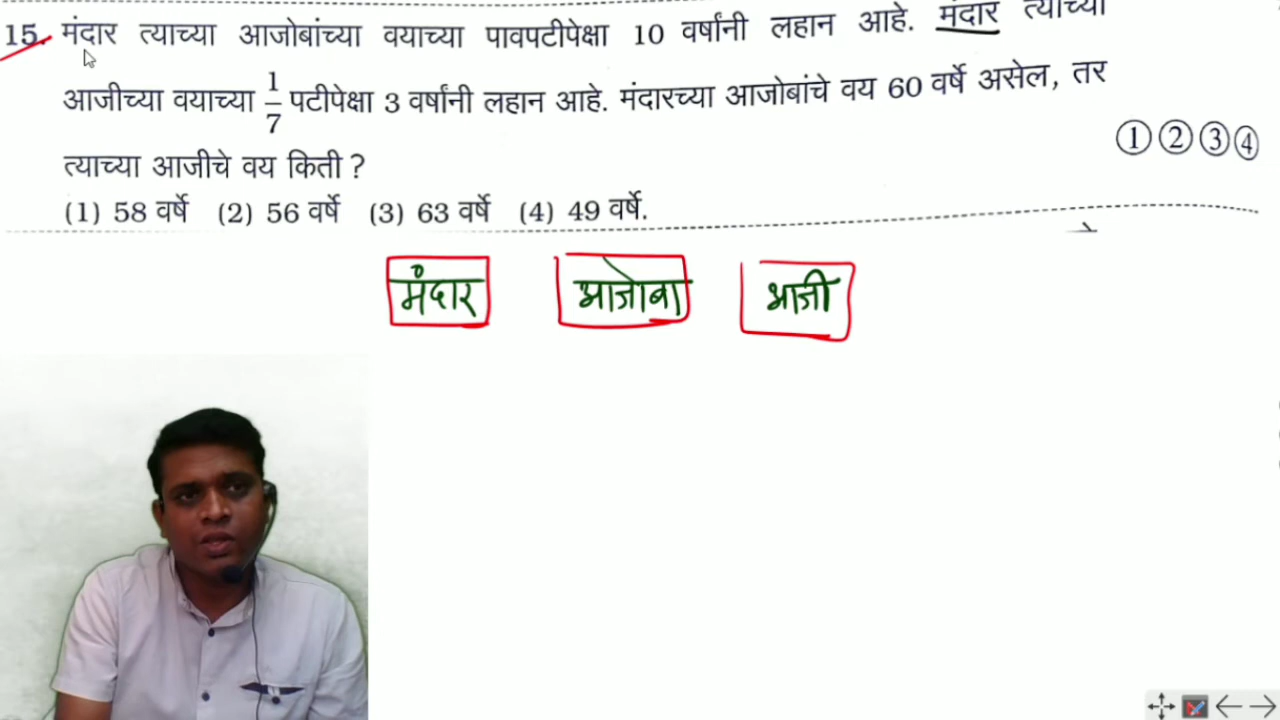 15. मंदार त्याच्या आजोबांच्या वयाच्या पावपटीपेक्षा 10 वर्षांनी लहान आहे. मंदार त्याच्या
आजीच्या वयाच्या 1/7 पटीपेक्षा 3 वर्षांनी लहान आहे. मंदारच्या आजोबांचे वय 60 वर्षे असेल, तर
त्याच्या आजीचे वय किती ?
① ② ③ ④
(1) 58 वर्षे (2) 56 वर्षे (3) 63 वर्षे (4) 49 वर्षे.
मंदार आजोबा आजी